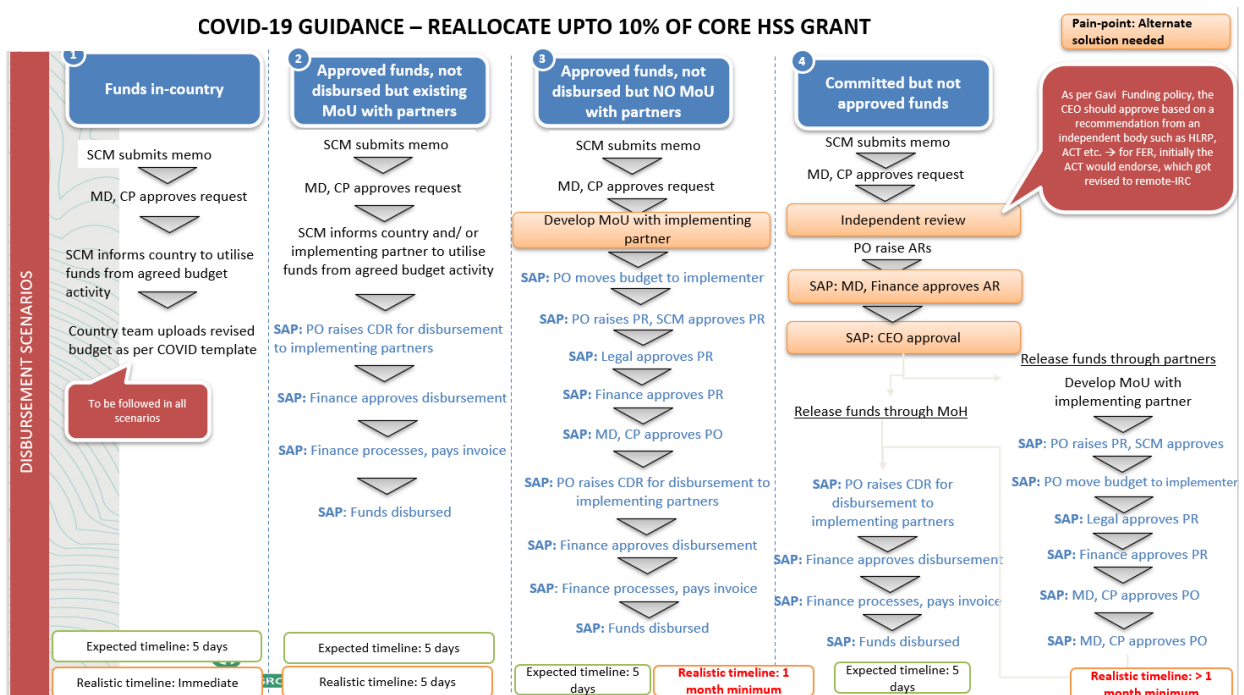 COVID-19 GUIDANCE – REALLOCATE UPTO 10% OF CORE HSS GRANT
Pain-point: Alternate
solution needed
DISBURSEMENT SCENARIOS
1
Funds in-country
SCM submits memo
MD, CP approves request
SCM informs country to utilise
funds from agreed budget
activity
Country team uploads revised
budget as per COVID template
To be followed in all
scenarios
Expected timeline: 5 days
Realistic timeline: Immediate
2
Approved funds, not
disbursed but existing
MoU with partners
SCM submits memo
MD, CP approves request
SCM informs country and/ or
implementing partner to utilise
funds from agreed budget activity
SAP: PO raises CDR for disbursement
to implementing partners
SAP: Finance approves disbursement
SAP: Finance processes, pays invoice
SAP: Funds disbursed
Expected timeline: 5 days
Realistic timeline: 5 days
3
Approved funds, not
disbursed but NO MoU
with partners
SCM submits memo
MD, CP approves request
Develop MoU with implementing
partner
SAP: PO moves budget to implementer
SAP: PO raises PR, SCM approves PR
SAP: Legal approves PR
SAP: Finance approves PR
SAP: MD, CP approves PO
SAP: PO raises CDR for disbursement to
implementing partners
SAP: Finance approves disbursement
SAP: Finance processes, pays invoice
SAP: Funds disbursed
Expected timeline: 5
days
Realistic timeline: 1
month minimum
4
Committed but not
approved funds
As per Gavi Funding policy, the
CEO should approve based on a
recommendation from an
independent body such as HLRP,
ACT etc. → for FER, initially the
ACT would endorse, which got
revised to remote-IRC
SCM submits memo
MD, CP approves request
Independent review
PO raise ARs
SAP: MD, Finance approves AR
SAP: CEO approval
Release funds through MoH
SAP: PO raises CDR for
disbursement to
implementing partners
SAP: Finance approves disbursement
SAP: Finance processes, pays invoice
SAP: Funds disbursed
Expected timeline: 5
days
Release funds through partners
Develop MoU with
implementing partner
SAP: PO raises PR, SCM approves
SAP: PO move budget to implementer
SAP: Legal approves PR
SAP: Finance approves PR
SAP: MD, CP approves PO
SAP: MD, CP approves PO
Realistic timeline: > 1
month minimum